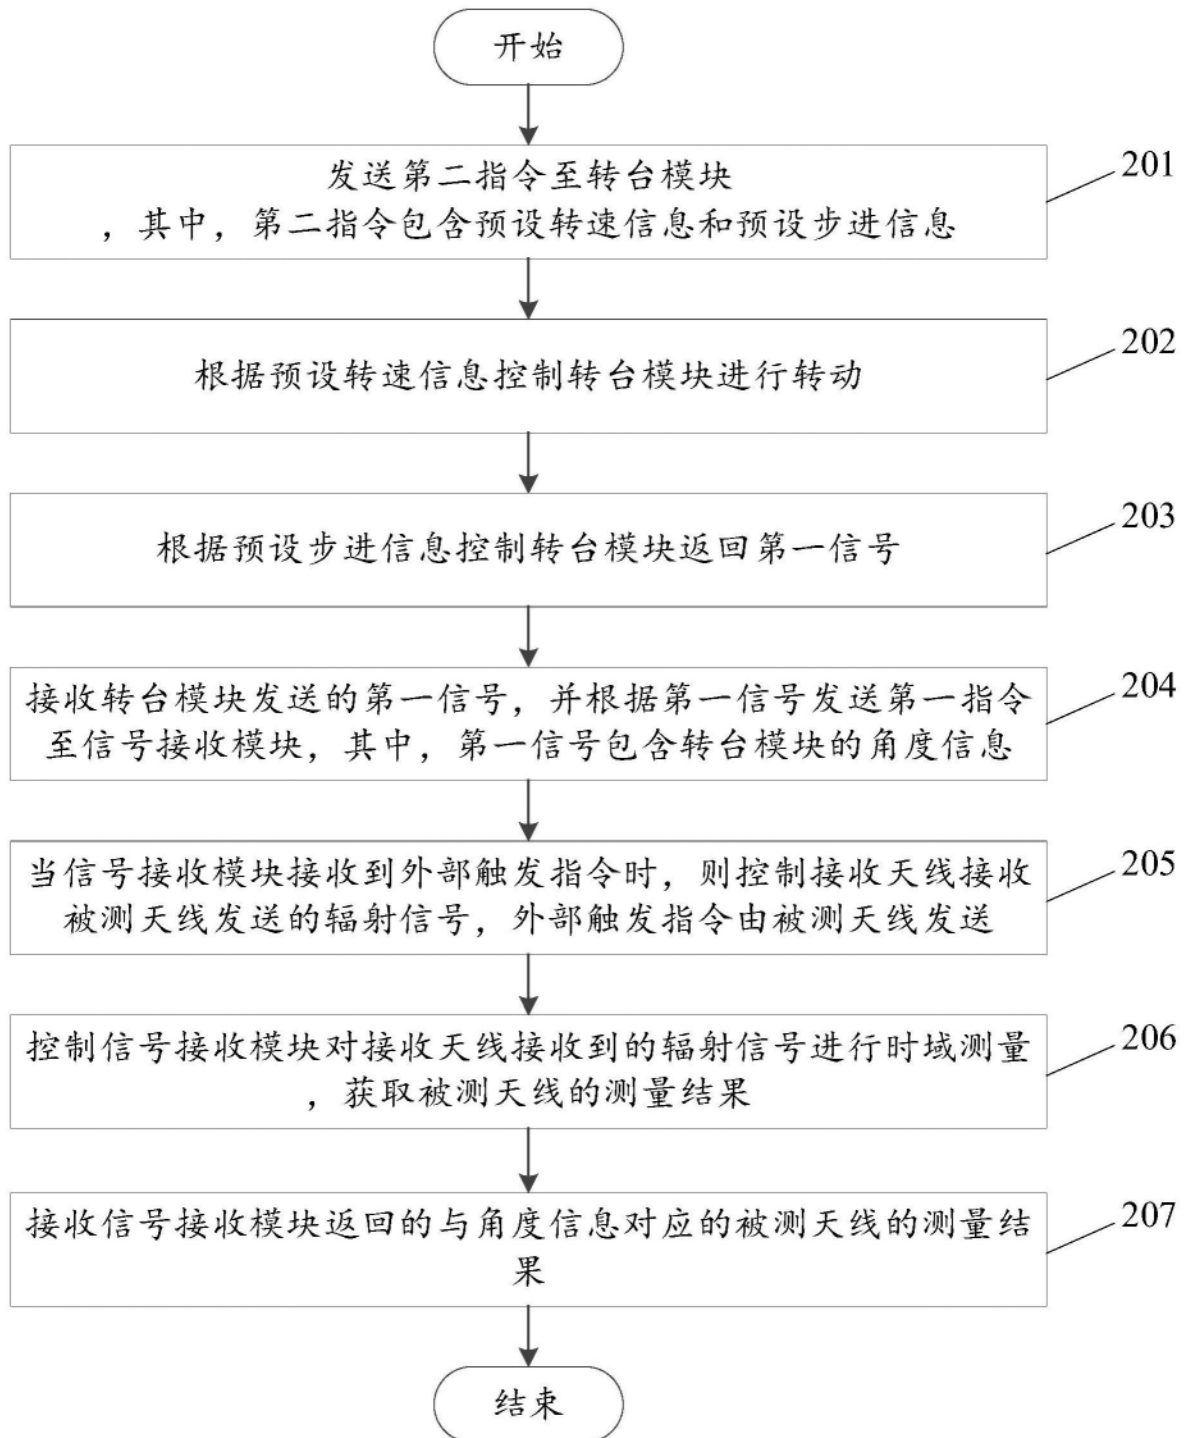 开始
发送第二指令至转台模块
，其中，第二指令包含预设转速信息和预设步进信息
201
根据预设转速信息控制转台模块进行转动
202
根据预设步进信息控制转台模块返回第一信号
203
接收转台模块发送的第一信号，并根据第一信号发送第一指令
至信号接收模块，其中，第一信号包含转台模块的角度信息
204
当信号接收模块接收到外部触发指令时，则控制接收天线接收
被测天线发送的辐射信号，外部触发指令由被测天线发送
205
控制信号接收模块对接收天线接收到的辐射信号进行时域测量
，获取被测天线的测量结果
206
接收信号接收模块返回的与角度信息对应的被测天线的测量结
果
207
结束